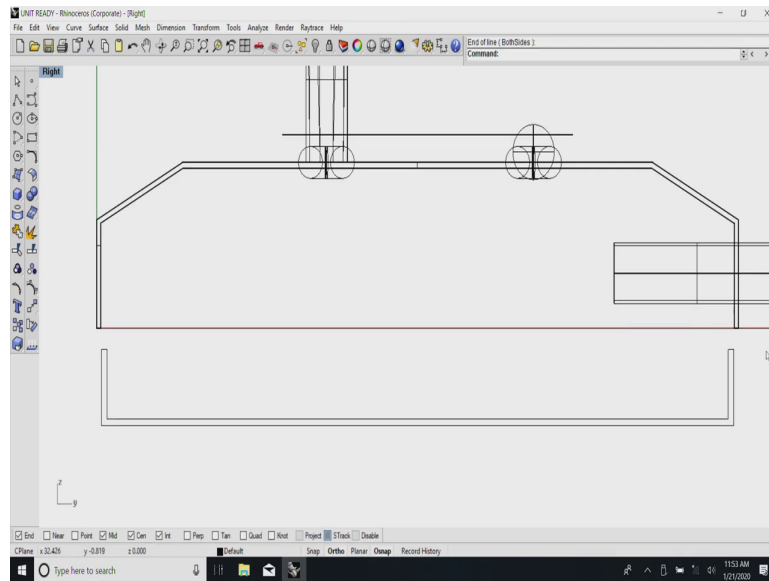 UNIT READY - Rhinoceros (Corporate) - [Right]
File Edit View Curve Surface Solid Mesh Dimension Transform Tools Analyze Render Raytrace Help
End of line ( BothSides ):
Command:
Right
z
y
End Near Point Mid Cen Int Perp Tan Quad Knot Project STrack Disable
CPlane x 32.426 y -0.819 z 0.000 Default Snap Ortho Planar Osnap Record History
Type here to search
11:53 AM
1/21/2020